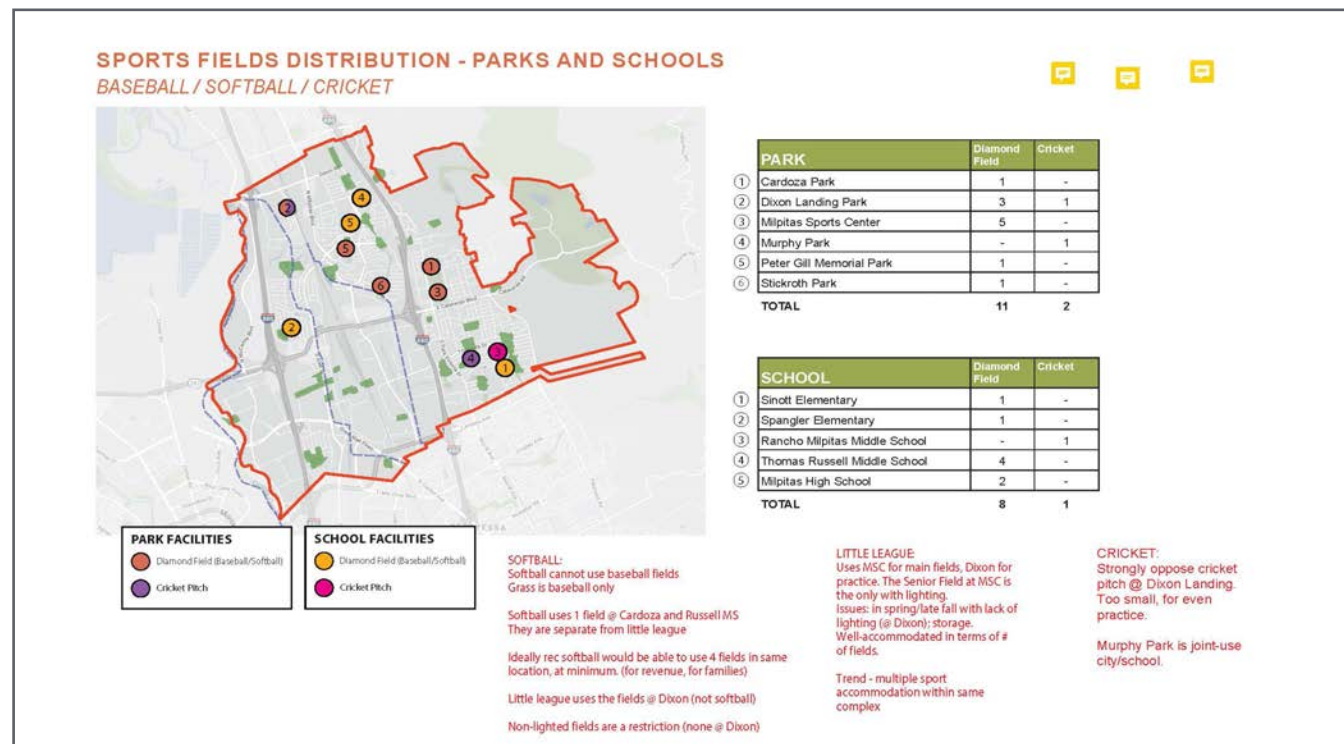 SPORTS FIELDS DISTRIBUTION - PARKS AND SCHOOLS
BASEBALL / SOFTBALL / CRICKET
PARK Diamond Field Cricket
1 Cardoza Park 1 -
2 Dixon Landing Park 3 1
3 Milpitas Sports Center 5 -
4 Murphy Park - 1
5 Peter Gill Memorial Park 1 -
6 Stickroth Park 1 -
TOTAL 11 2
SCHOOL Diamond Field Cricket
1 Sinott Elementary 1 -
2 Spangler Elementary 1 -
3 Rancho Milpitas Middle School - 1
4 Thomas Russell Middle School 4 -
5 Milpitas High School 2 -
TOTAL 8 1
2
4
5
5
1
6
3
2
4
3
1
PARK FACILITIES
Diamond Field (Baseball/Softball)
Cricket Pitch
SCHOOL FACILITIES
Diamond Field (Baseball/Softball)
Cricket Pitch
SOFTBALL:
Softball cannot use baseball fields
Grass is baseball only
Softball uses 1 field @ Cardoza and Russell MS
They are separate from little league
Ideally rec softball would be able to use 4 fields in same
location, at minimum. (for revenue, for families)
Little league uses the fields @ Dixon (not softball)
Non-lighted fields are a restriction (none @ Dixon)
LITTLE LEAGUE:
Uses MSC for main fields, Dixon for
practice. The Senior Field at MSC is
the only with lighting.
Issues: in spring/late fall with lack of
lighting (@ Dixon); storage.
Well-accommodated in terms of #
of fields.
Trend - multiple sport
accommodation within same
complex
CRICKET:
Strongly oppose cricket
pitch @ Dixon Landing.
Too small, for even
practice.
Murphy Park is joint-use
city/school.